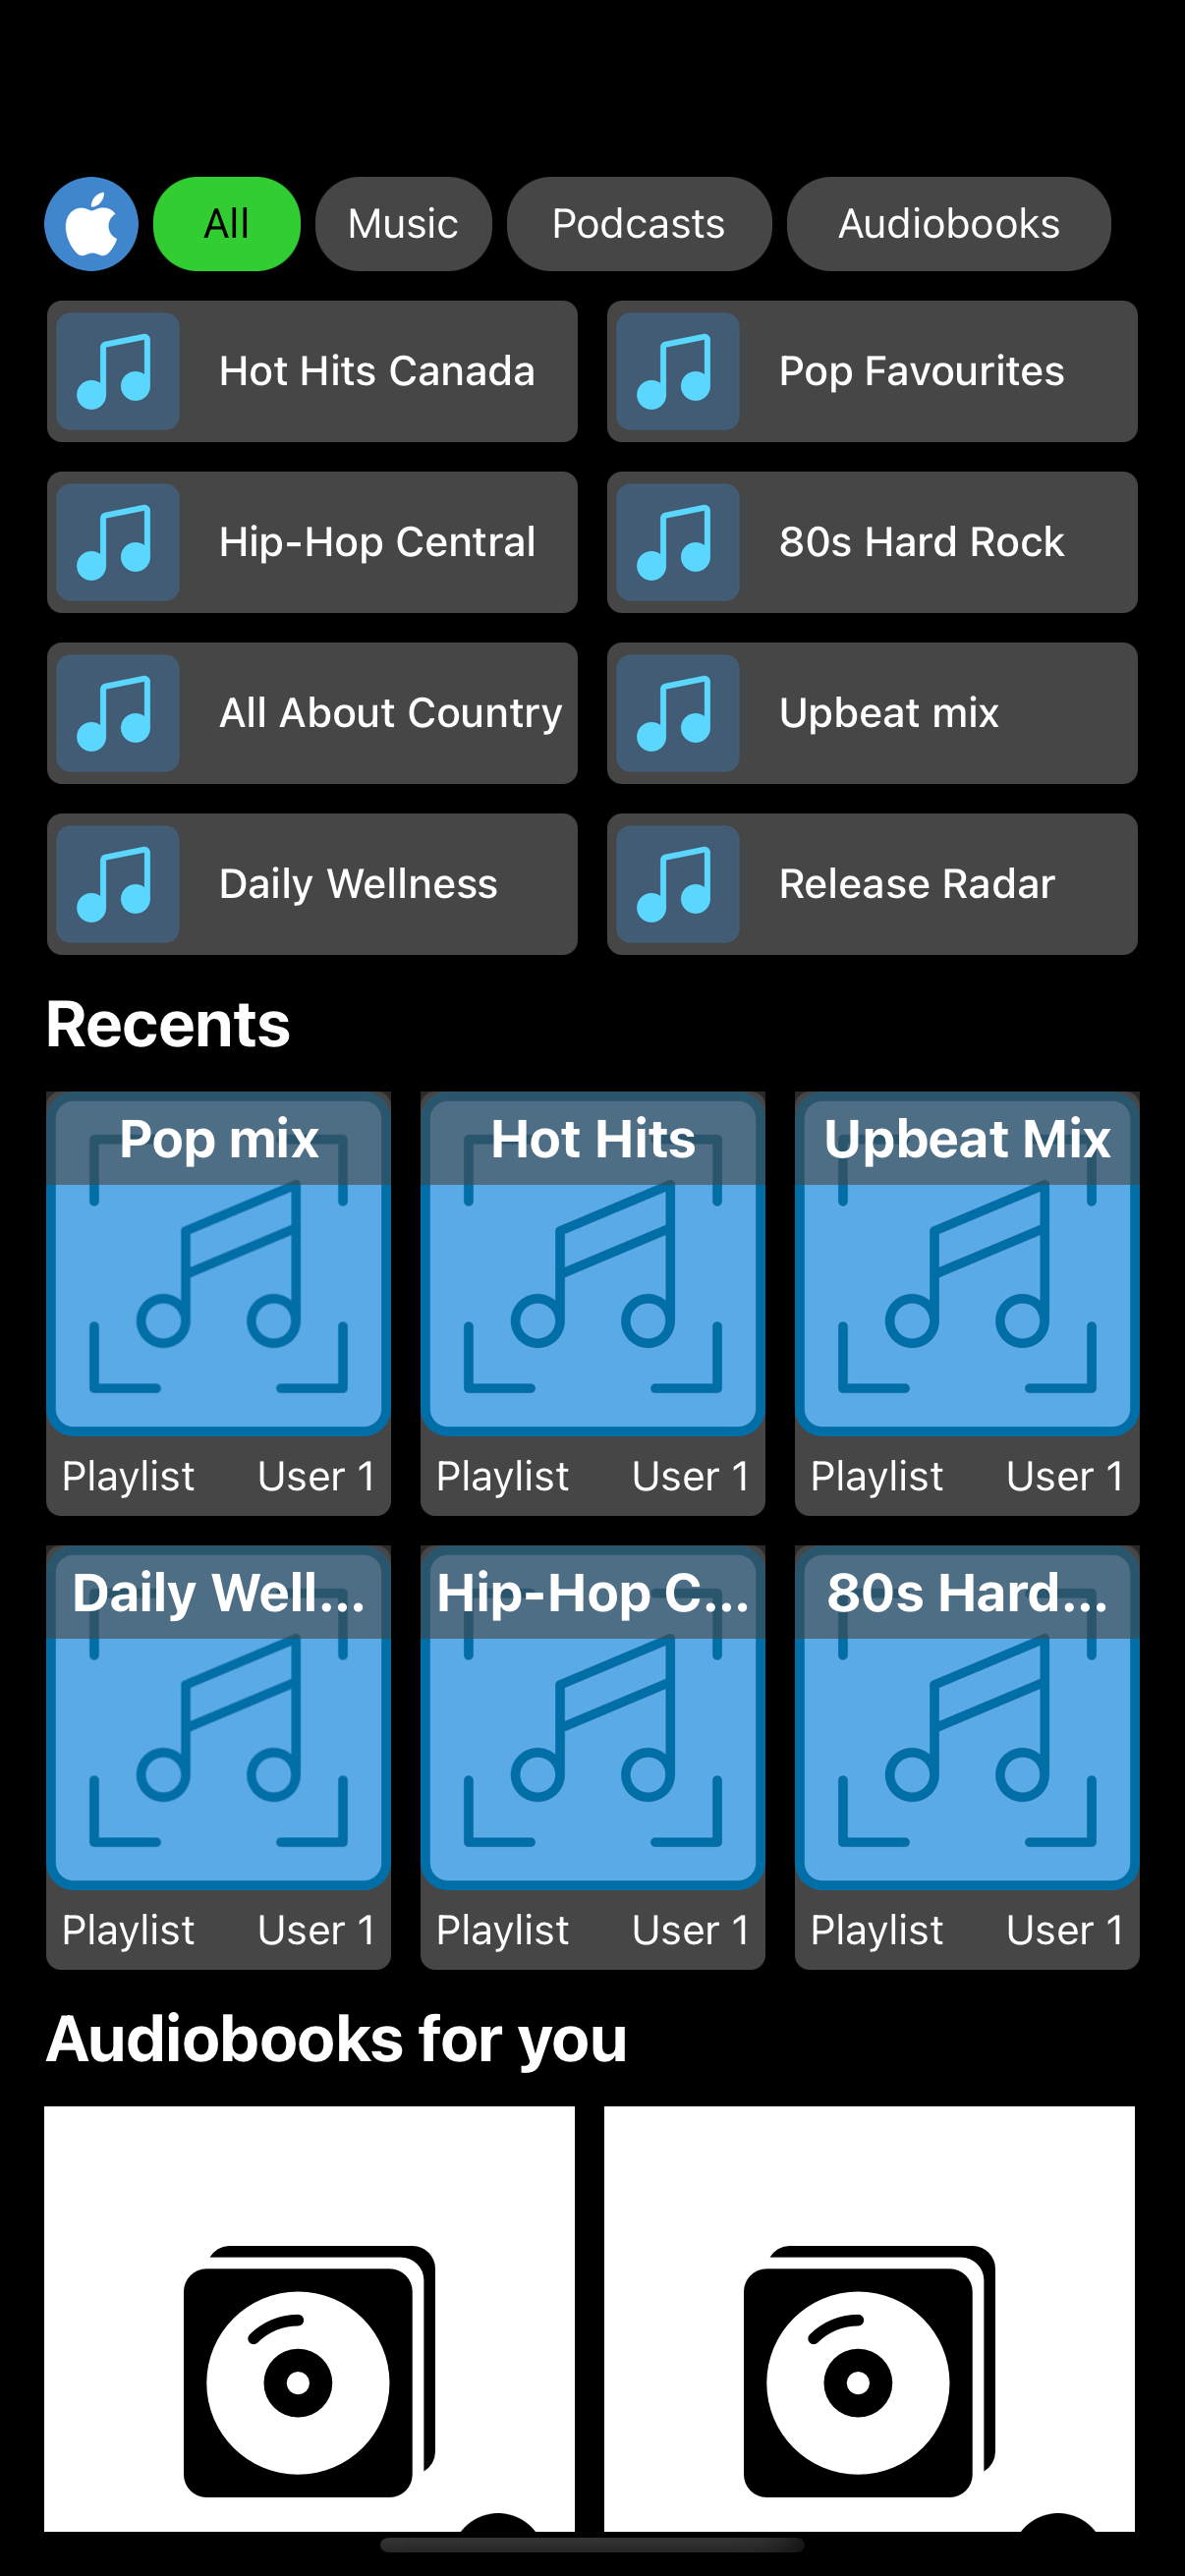 All
Music
Podcasts
Audiobooks
Hot Hits Canada
Pop Favourites
Hip-Hop Central
80s Hard Rock
All About Country
Upbeat mix
Daily Wellness
Release Radar
Recents
Pop mix
Hot Hits
Upbeat Mix
Playlist User 1
Playlist User 1
Playlist User 1
Daily Well...
Hip-Hop C...
80s Hard...
Playlist User 1
Playlist User 1
Playlist User 1
Audiobooks for you